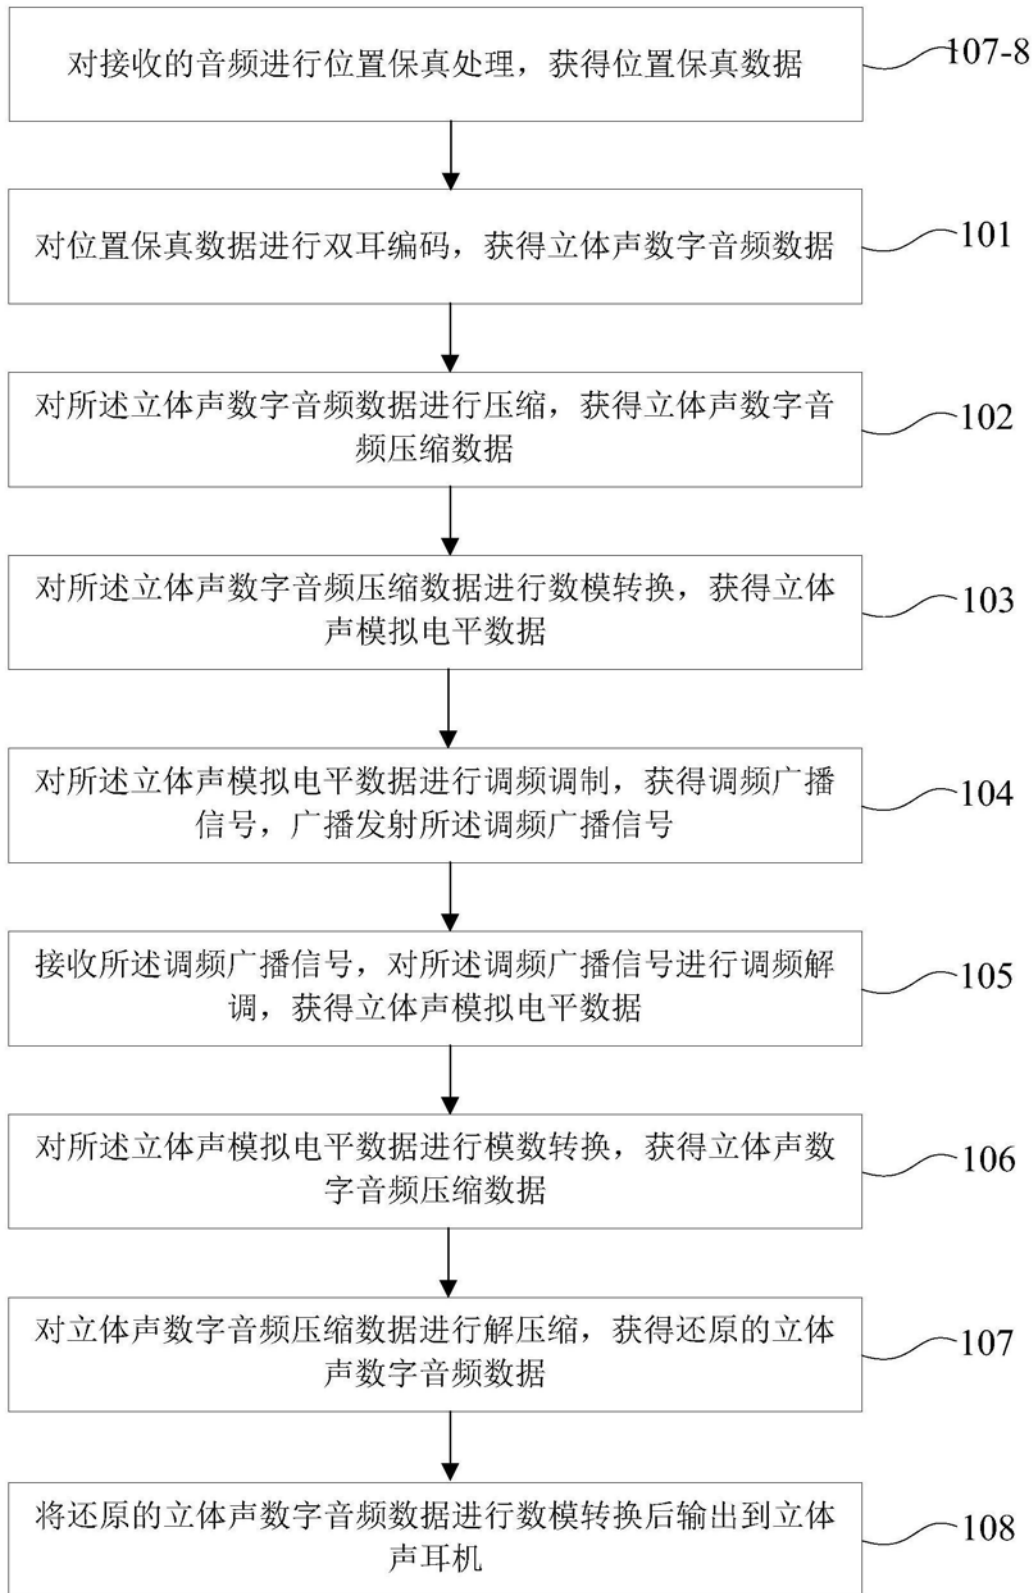 对接收的音频进行位置保真处理，获得位置保真数据
107-8
对位置保真数据进行双耳编码，获得立体声数字音频数据
101
对所述立体声数字音频数据进行压缩，获得立体声数字音
频压缩数据
102
对所述立体声数字音频压缩数据进行数模转换，获得立体
声模拟电平数据
103
对所述立体声模拟电平数据进行调频调制，获得调频广播
信号，广播发射所述调频广播信号
104
接收所述调频广播信号，对所述调频广播信号进行调频解
调，获得立体声模拟电平数据
105
对所述立体声模拟电平数据进行模数转换，获得立体声数
字音频压缩数据
106
对立体声数字音频压缩数据进行解压缩，获得还原的立体
声数字音频数据
107
将还原的立体声数字音频数据进行数模转换后输出到立体
声耳机
108